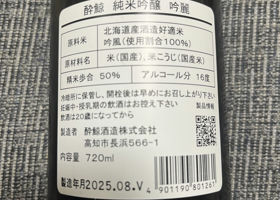 酔鯨 純米吟醸 吟麗
原料米 北海道産酒造好適米
吟風(使用割合100%)
原材料名 米(国産)、米こうじ(国産米)
精米歩合 50% アルコール分 16度
冷暗所に保管し、開栓後は早めにお召し上がり下さい
妊娠中・授乳期の飲酒はお控え下さい
飲酒は20歳になってから
製造者 酔鯨酒造株式会社
高知市長浜566-1
内容量 720ml
製造年月 2025.08.V
4 901190 801267